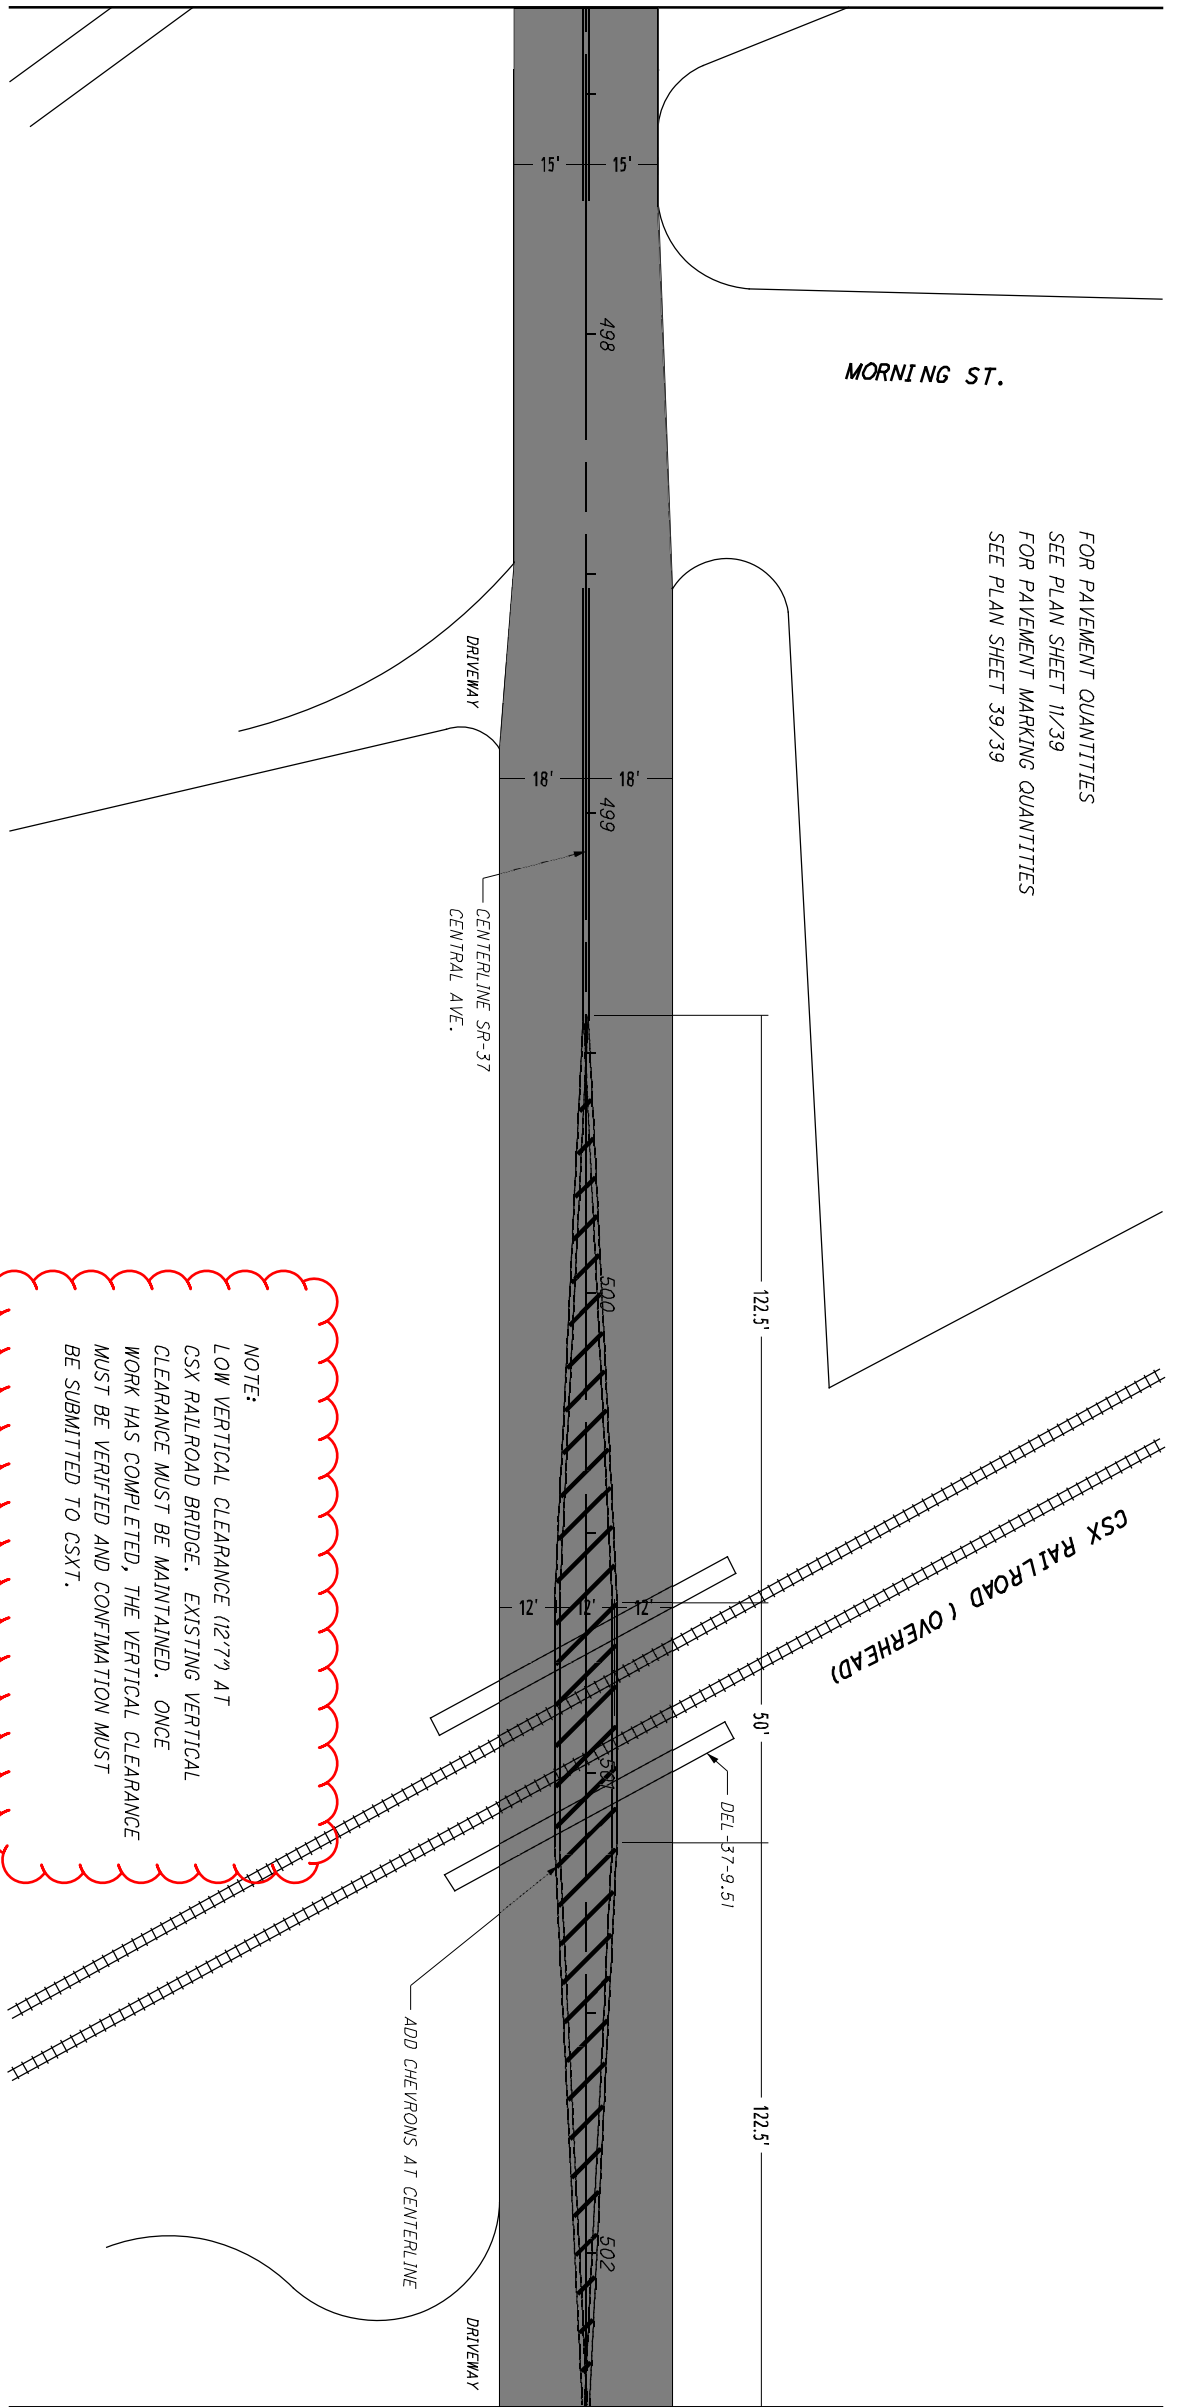 15'
15'
498
MORNING ST.
FOR PAVEMENT QUANTITIES
SEE PLAN SHEET 11/39
FOR PAVEMENT MARKING QUANTITIES
SEE PLAN SHEET 39/39
DRIVEWAY
18'
18'
499
CENTERLINE SR-37
CENTRAL AVE.
122.5'
500
NOTE:
LOW VERTICAL CLEARANCE (12'7") AT
CSX RAILROAD BRIDGE. EXISTING VERTICAL
CLEARANCE MUST BE MAINTAINED. ONCE
WORK HAS COMPLETED, THE VERTICAL CLEARANCE
MUST BE VERIFIED AND CONFIMATION MUST
BE SUBMITTED TO CSXT.
CSX RAILROAD (OVERHEAD)
12'
12'
12'
50'
501
DEL-37-9.51
ADD CHEVRONS AT CENTERLINE
122.5'
502
DRIVEWAY